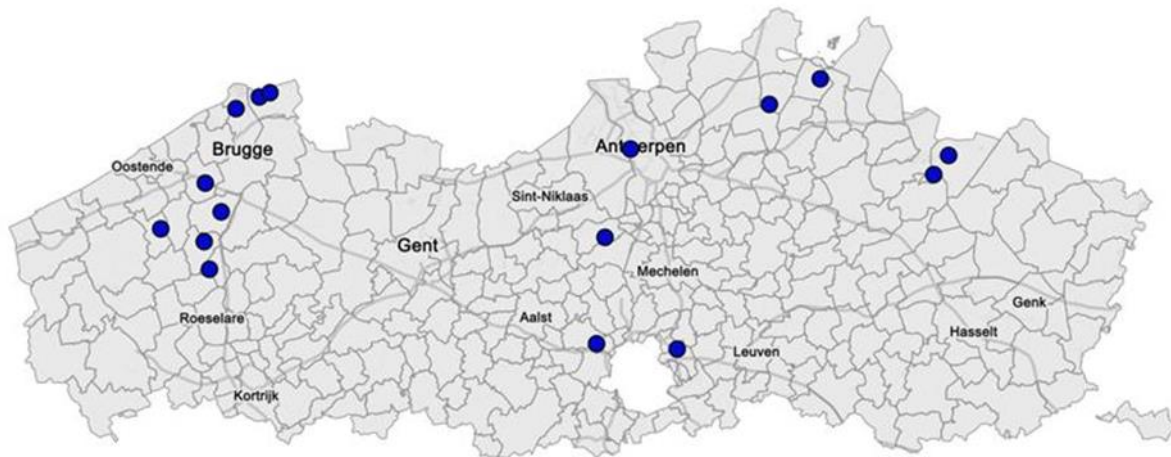 Brugge
Oostende
Antwerpen
Sint-Niklaas
Gent
Mechelen
Genk
Roeselare
Aalst
Hasselt
Leuven
Kortrijk